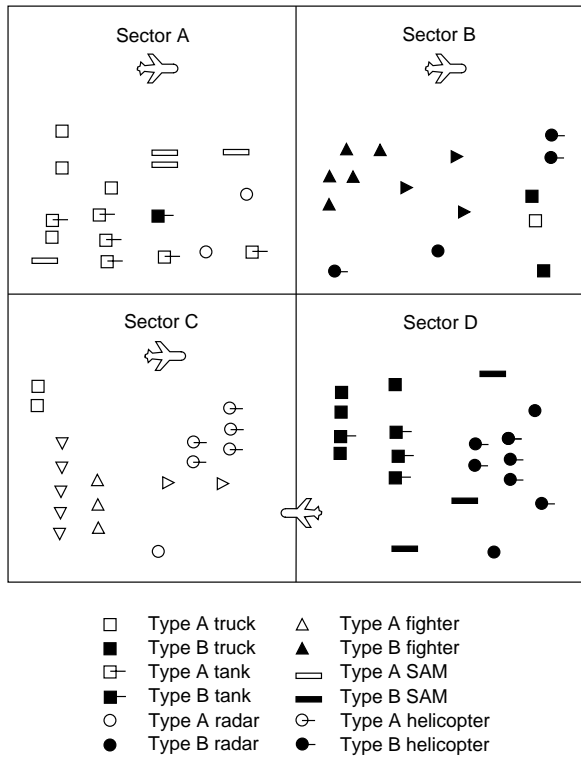 Sector A
Sector B
Sector C
Sector D
Type A truck
Type A fighter
Type B truck
Type B fighter
Type A tank
Type A SAM
Type B tank
Type B SAM
Type A radar
Type A helicopter
Type B radar
Type B helicopter